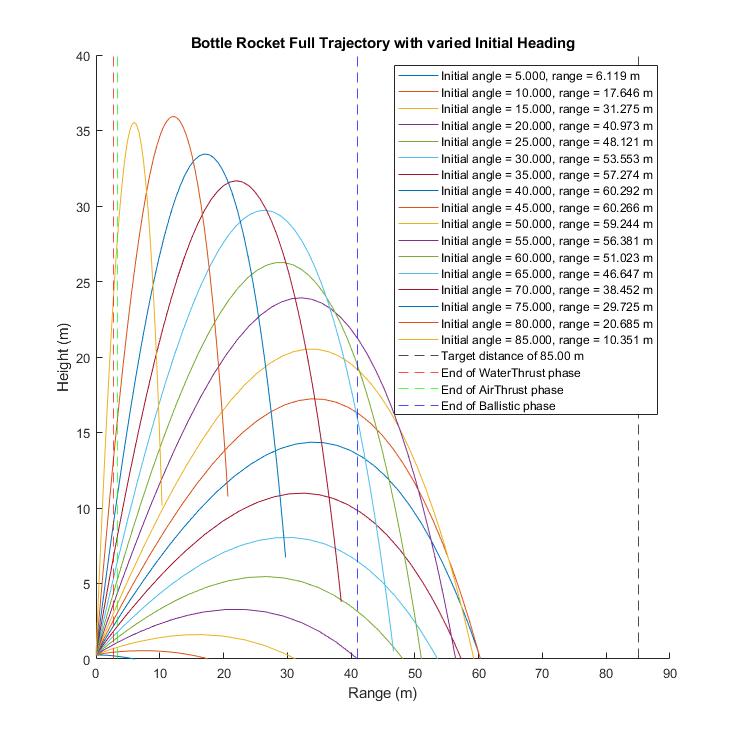 Bottle Rocket Full Trajectory with varied Initial Heading
40
35
30
25
20
15
10
5
0
Height (m)
Initial angle = 5.000, range = 6.119 m
Initial angle = 10.000, range = 17.646 m
Initial angle = 15.000, range = 31.275 m
Initial angle = 20.000, range = 40.973 m
Initial angle = 25.000, range = 48.121 m
Initial angle = 30.000, range = 53.553 m
Initial angle = 35.000, range = 57.274 m
Initial angle = 40.000, range = 60.292 m
Initial angle = 45.000, range = 60.266 m
Initial angle = 50.000, range = 59.244 m
Initial angle = 55.000, range = 56.381 m
Initial angle = 60.000, range = 51.023 m
Initial angle = 65.000, range = 46.647 m
Initial angle = 70.000, range = 38.452 m
Initial angle = 75.000, range = 29.725 m
Initial angle = 80.000, range = 20.685 m
Initial angle = 85.000, range = 10.351 m
Target distance of 85.00 m
End of WaterThrust phase
End of AirThrust phase
End of Ballistic phase
0 10 20 30 40 50 60 70 80 90
Range (m)